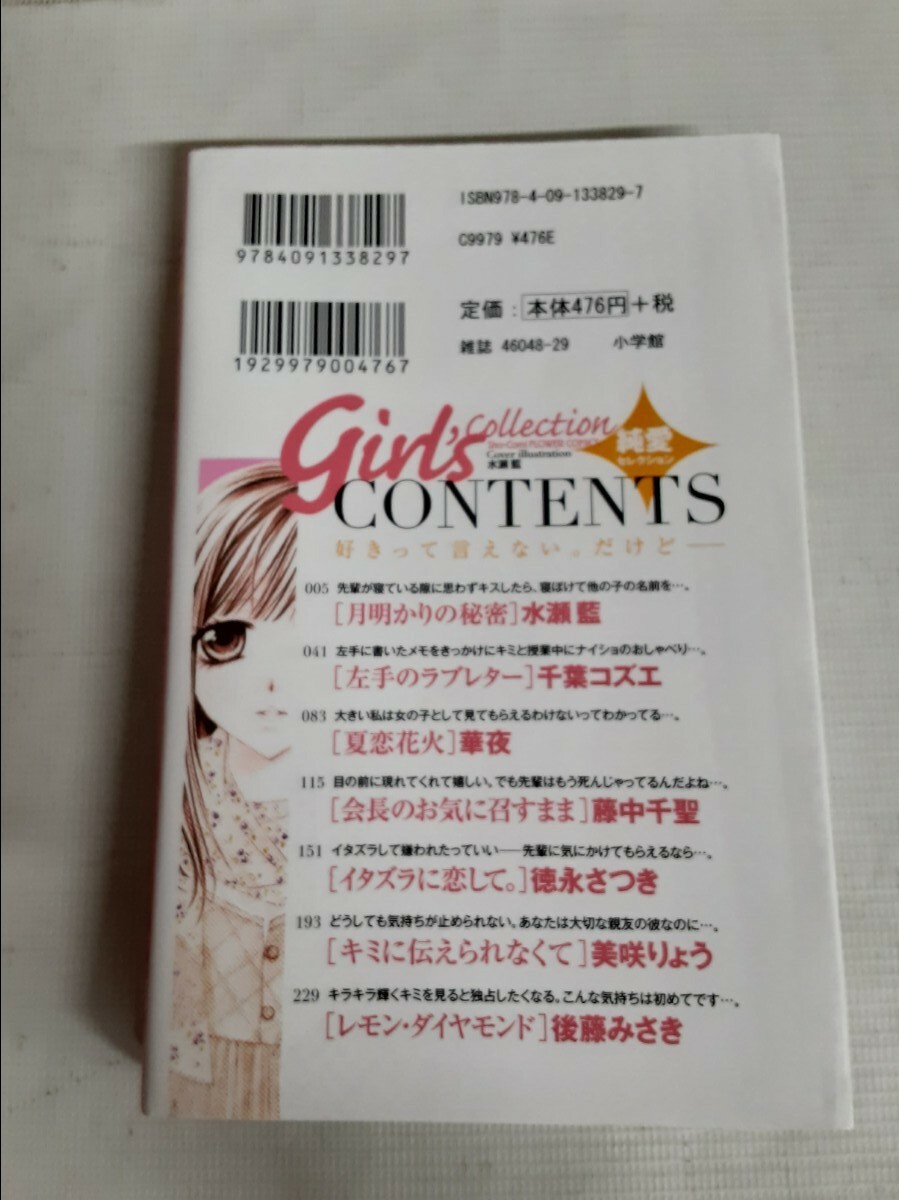 ISBN978-4-09-133829-7
9784091338297
C9979 ¥476E
定価:本体476円+税
1929979004767
雑誌 46048-29 小学館
Girl's Collection
Sho-Comi FLOWER COMICS
Cover illustration
水瀬 藍
純愛
セレクション
CONTENTS
好きって言えない。だけど──
005 先輩が寝ている隙に思わずキスしたら、寝ぼけて他の子の名前を…。
[月明かりの秘密]水瀬 藍
041 左手に書いたメモをきっかけにキミと授業中にナイショのおしゃべり…。
[左手のラブレター]千葉コズエ
083 大きい私は女の子として見てもらえるわけないってわかってる…。
[夏恋花火]華夜
115 目の前に現れてくれて嬉しい。でも先輩はもう死んじゃってるんだよね…。
[会長のお気に召すまま]藤中千聖
151 イタズラして嫌われたっていい──先輩に気にかけてもらえるなら…。
[イタズラに恋して。]徳永さつき
193 どうしても気持ちが止められない。あなたは大切な親友の彼なのに…。
[キミに伝えられなくて]美咲りょう
229 キラキラ輝くキミを見ると独占したくなる。こんな気持ちは初めてです…。
[レモン・ダイヤモンド]後藤みさき